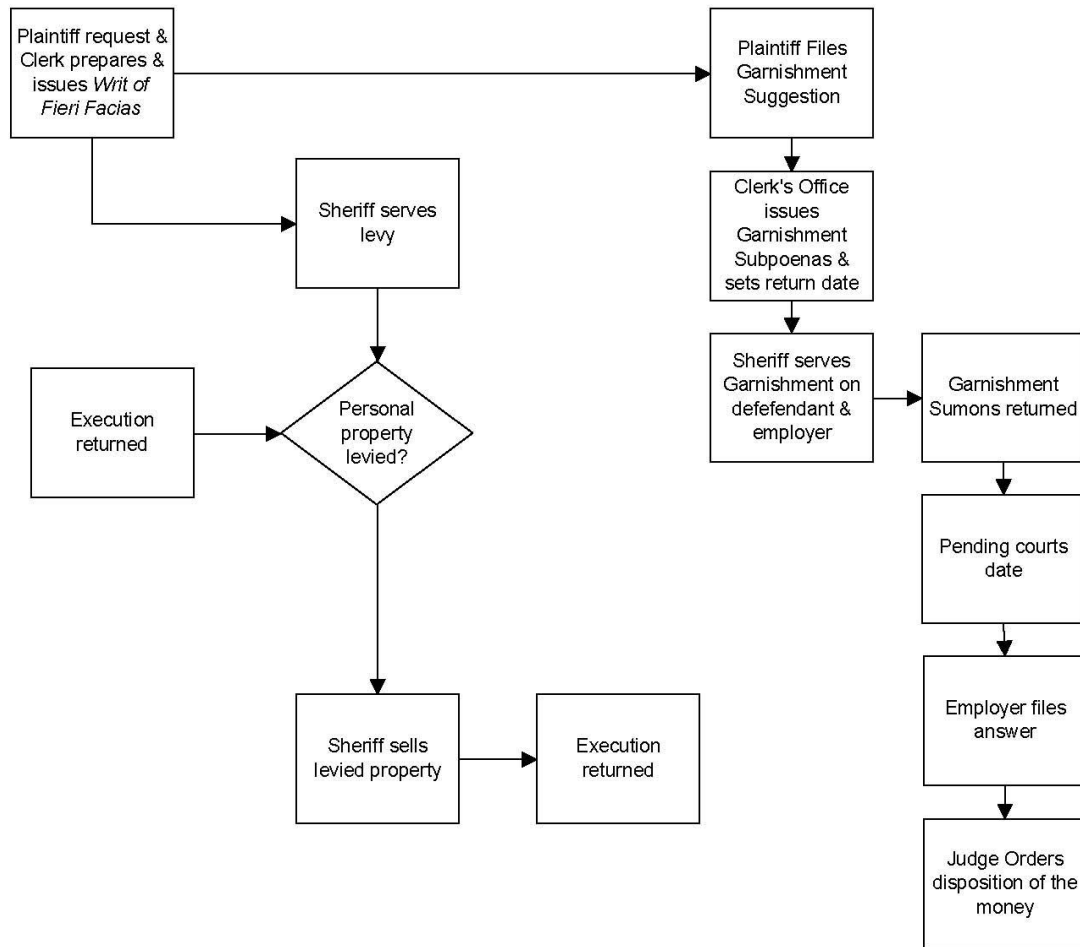 Plaintiff request &
Clerk prepares &
issues Writ of
Fieri Facias
Plaintiff Files
Garnishment
Suggestion
Sheriff serves
levy
Clerk's Office
issues
Garnishment
Subpoenas &
sets return date
Execution
returned
Personal
property
levied?
Sheriff serves
Garnishment on
defefendant &
employer
Garnishment
Sumons returned
Pending courts
date
Sheriff sells
levied property
Execution
returned
Employer files
answer
Judge Orders
disposition of the
money